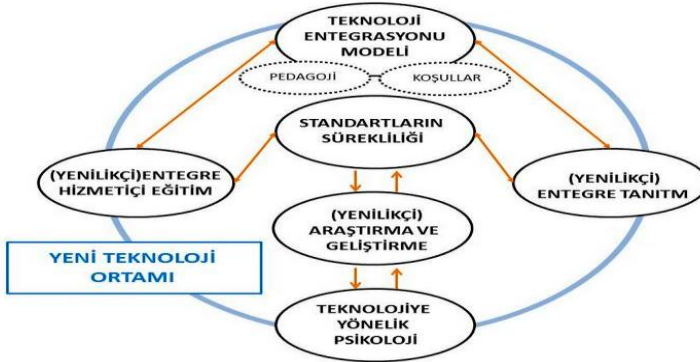 TEKNOLOJİ
ENTEGRASYONU
MODELİ
PEDAGOJİ
KOŞULLAR
STANDARTLARIN
SÜREKLİLİĞİ
(YENİLİKÇİ)ENTEGRE
HİZMETİÇİ EĞİTİM
(YENİLİKÇİ)
ENTEGRE TANITM
(YENİLİKÇİ)
ARAŞTIRMA VE
GELİŞTİRME
YENİ TEKNOLOJİ
ORTAMI
TEKNOLOJİYE
YÖNELİK
PSİKOLOJİ